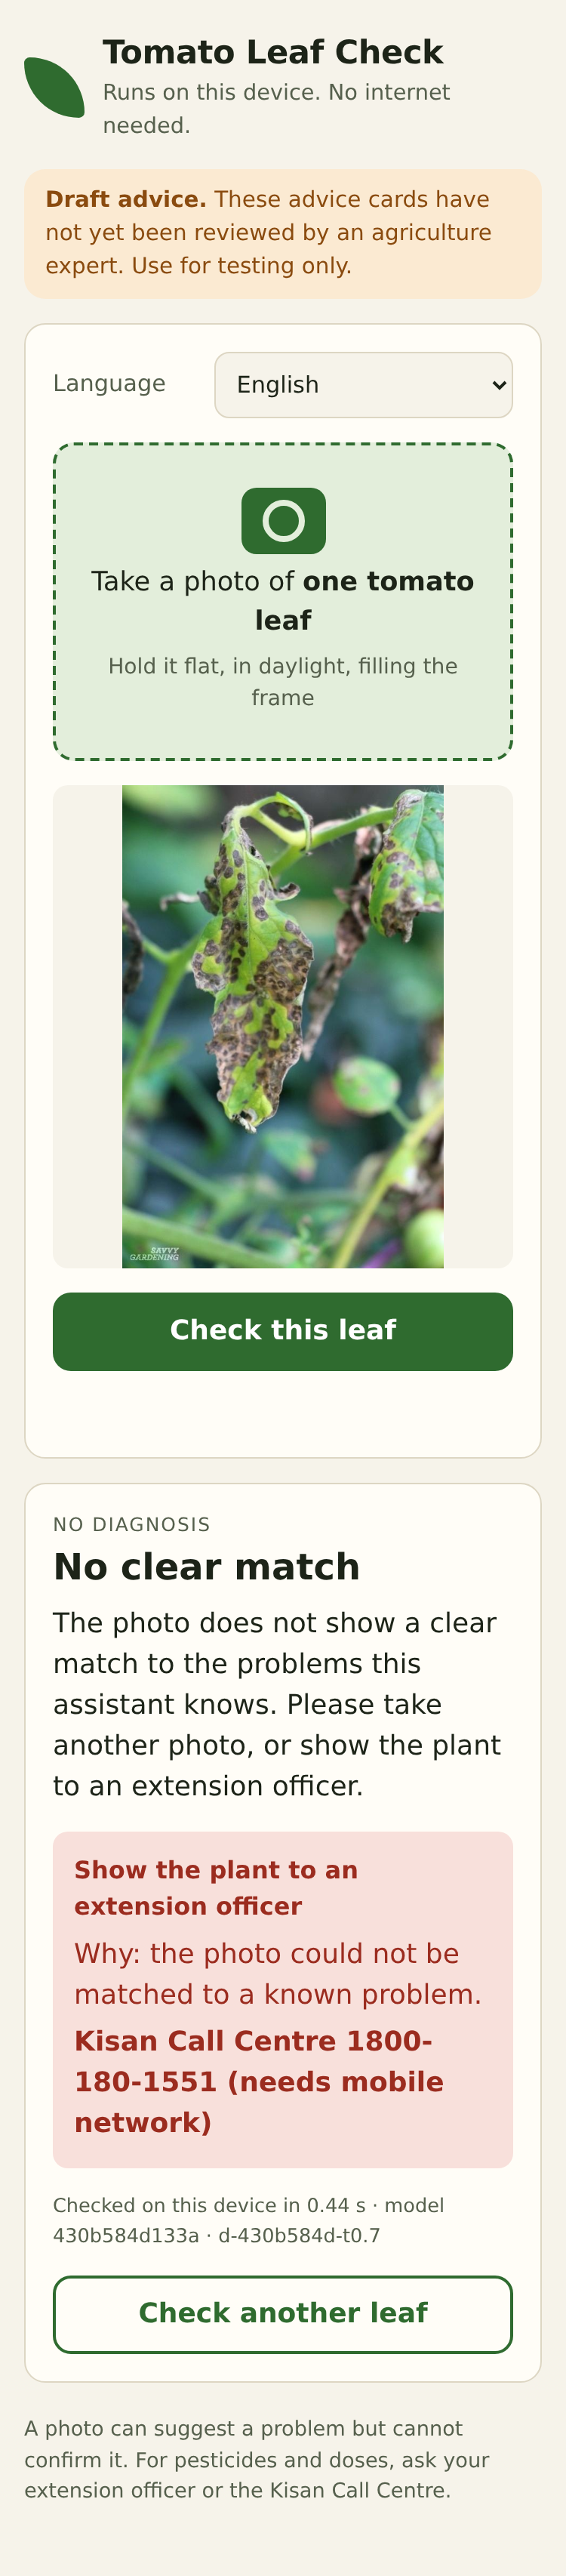 Tomato Leaf Check
Runs on this device. No internet
needed.
Draft advice. These advice cards have
not yet been reviewed by an agriculture
expert. Use for testing only.
Language
English
Take a photo of one tomato
leaf
Hold it flat, in daylight, filling the
frame
SAVVY
GARDENING
Check this leaf
NO DIAGNOSIS
No clear match
The photo does not show a clear
match to the problems this
assistant knows. Please take
another photo, or show the plant
to an extension officer.
Show the plant to an
extension officer
Why: the photo could not be
matched to a known problem.
Kisan Call Centre 1800-
180-1551 (needs mobile
network)
Checked on this device in 0.44 s · model
430b584d133a · d-430b584d-t0.7
Check another leaf
A photo can suggest a problem but cannot
confirm it. For pesticides and doses, ask your
extension officer or the Kisan Call Centre.